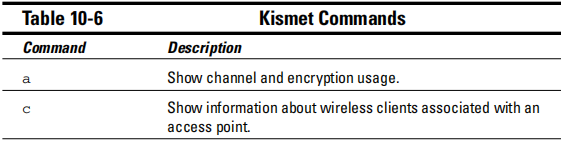 Table 10-6 Kismet Commands
Command Description
a Show channel and encryption usage.
c Show information about wireless clients associated with an
access point.